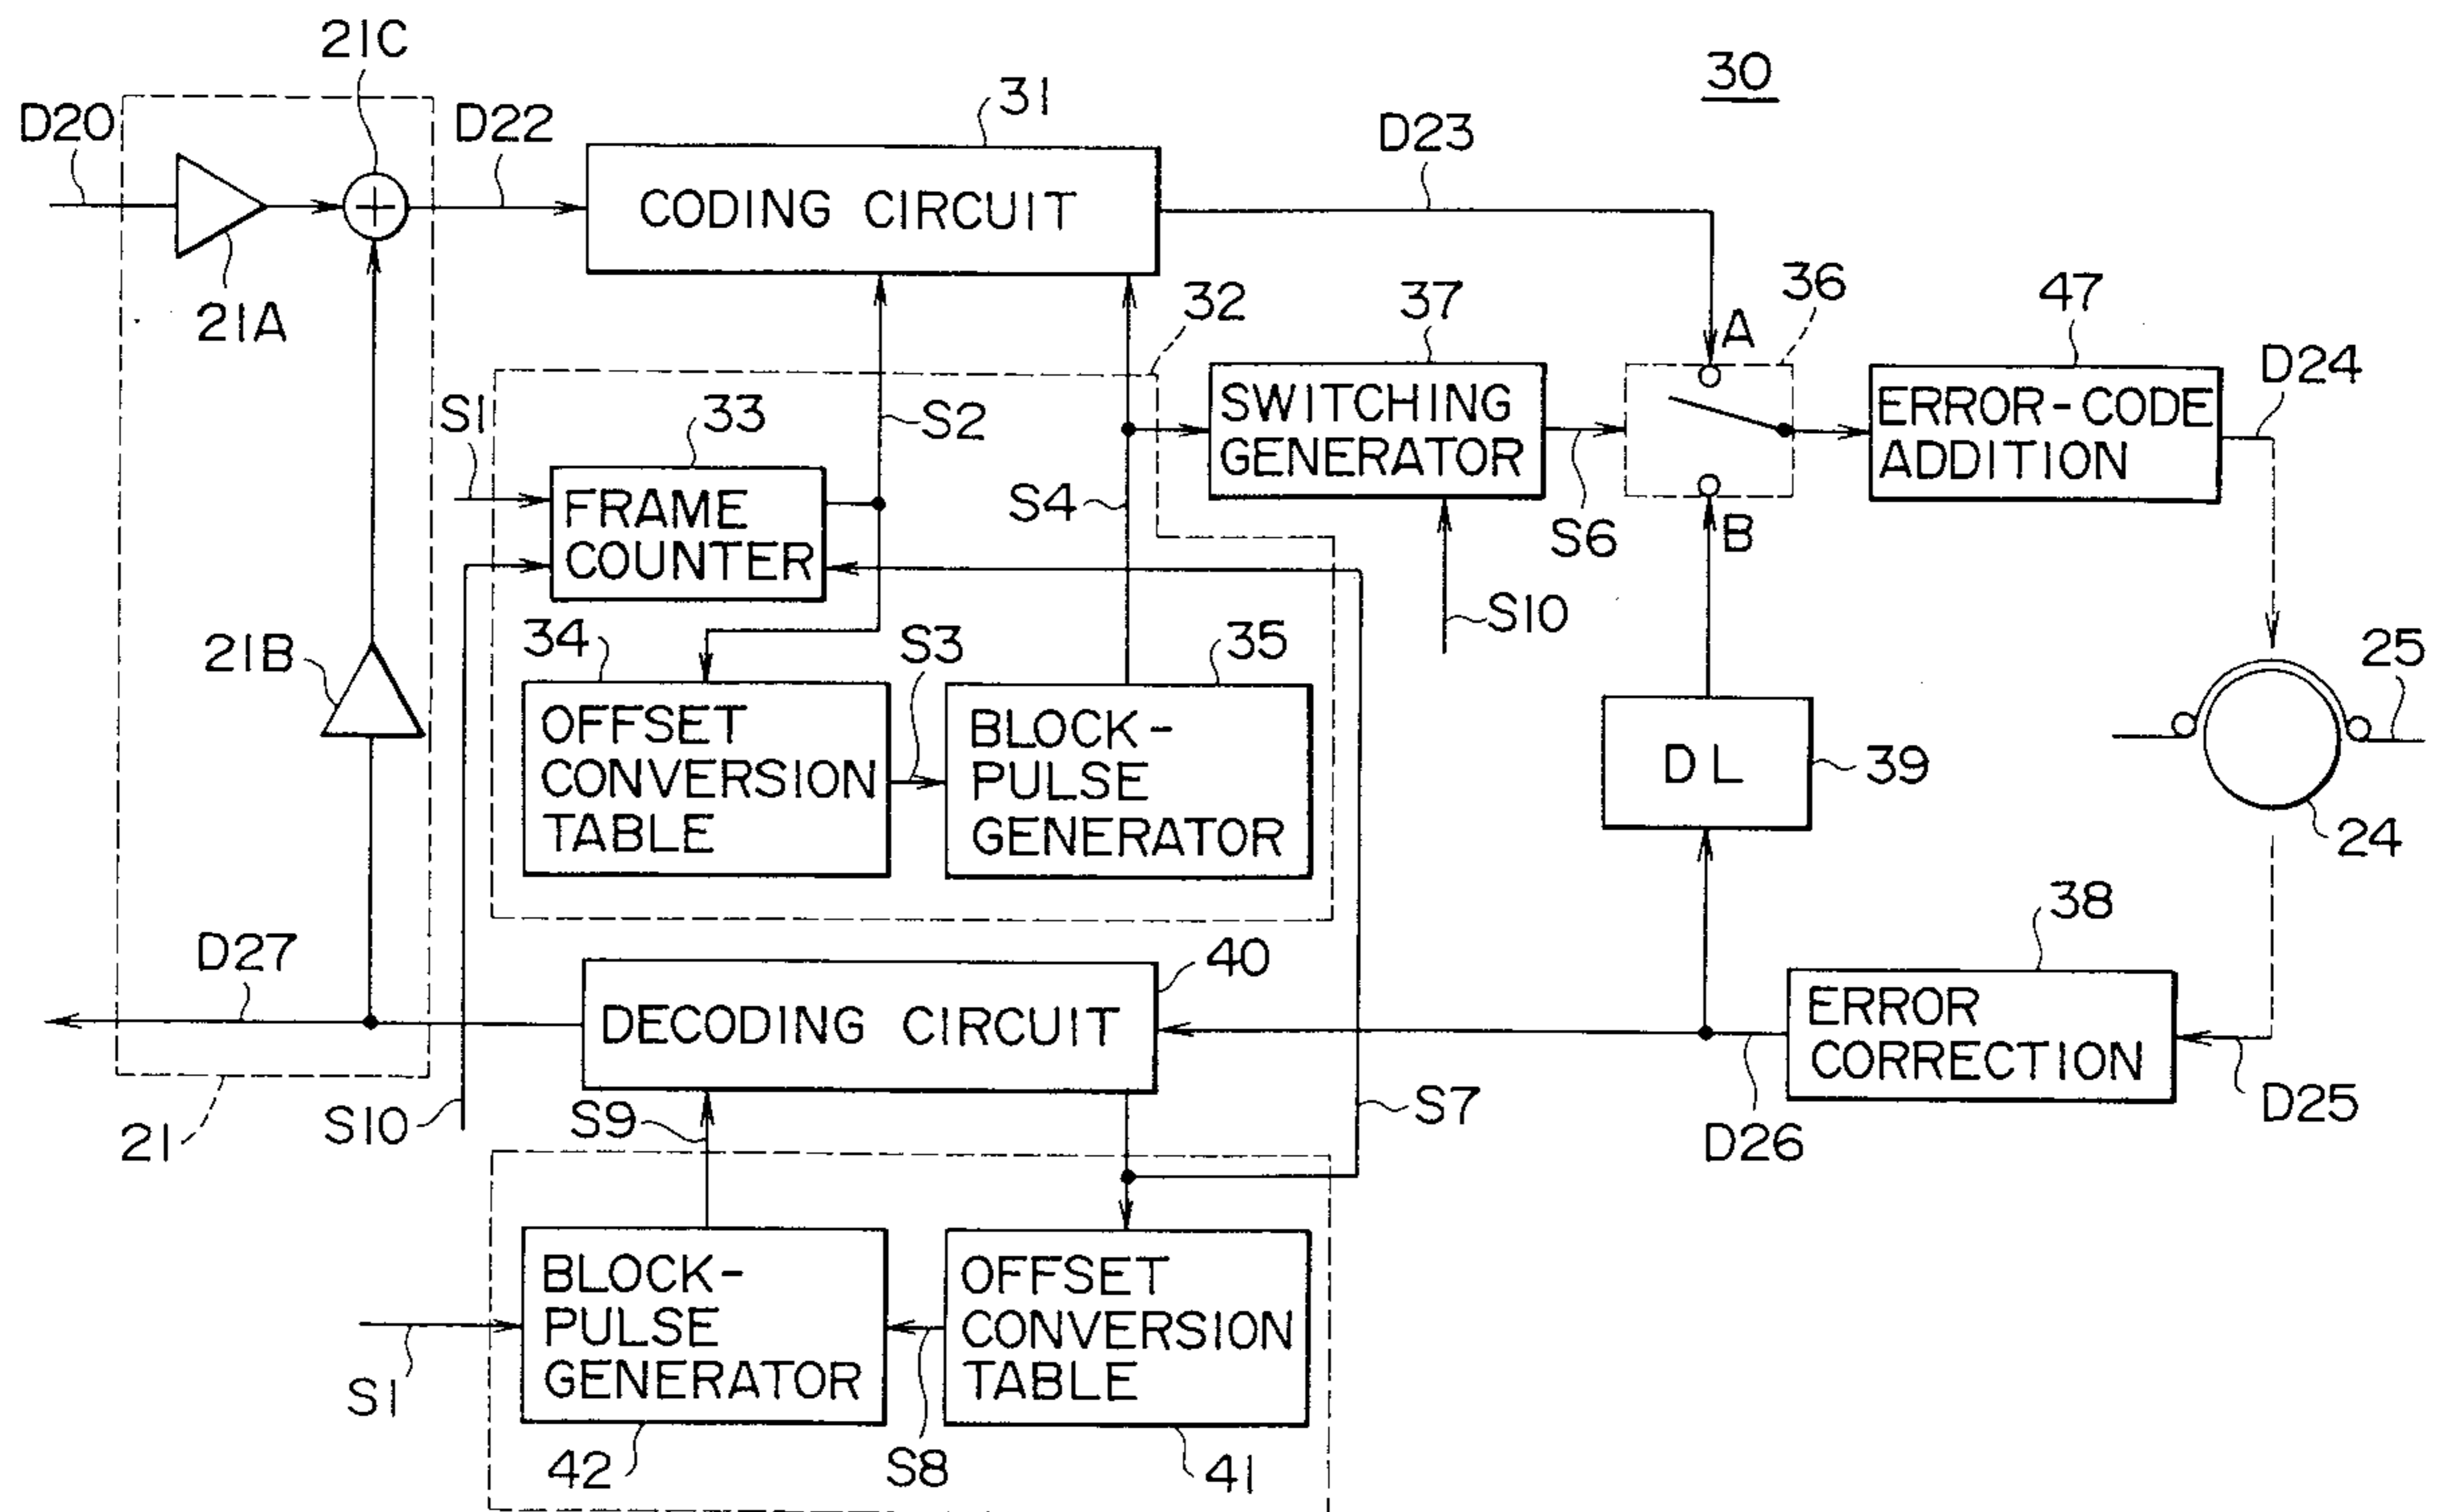 21C
30
D20
D22
31
D23
CODING CIRCUIT
21A
32
37
A
36
47
D24
S1
33
S2
SWITCHING
GENERATOR
ERROR-CODE
ADDITION
FRAME
COUNTER
S4
S6
B
S10
34
S3
35
21B
25
OFFSET
CONVERSION
TABLE
BLOCK-
PULSE
GENERATOR
DL
39
24
38
D27
40
DECODING CIRCUIT
ERROR
CORRECTION
21
S10
S9
S7
D26
D25
BLOCK-
PULSE
GENERATOR
OFFSET
CONVERSION
TABLE
S1
42
S8
41